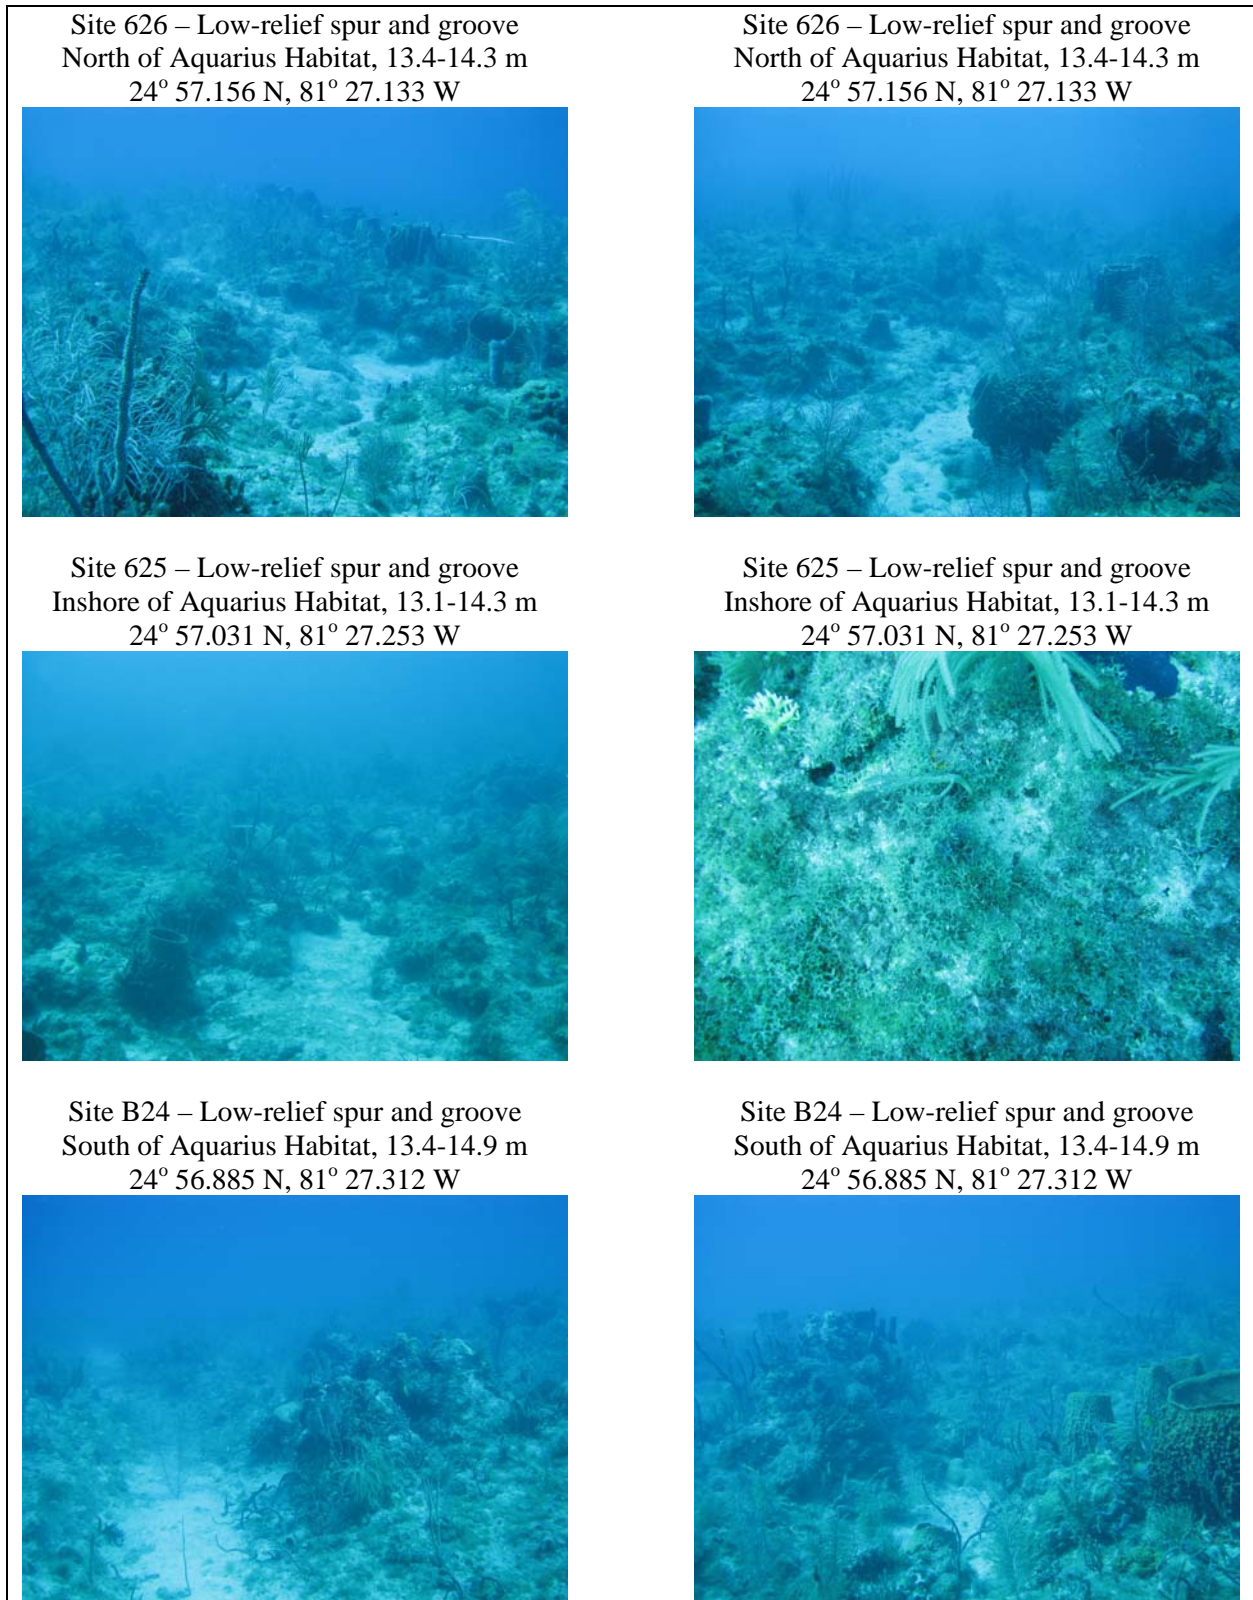 Site 626 – Low-relief spur and groove
North of Aquarius Habitat, 13.4-14.3 m
24° 57.156 N, 81° 27.133 W
Site 626 – Low-relief spur and groove
North of Aquarius Habitat, 13.4-14.3 m
24° 57.156 N, 81° 27.133 W
Site 625 – Low-relief spur and groove
Inshore of Aquarius Habitat, 13.1-14.3 m
24° 57.031 N, 81° 27.253 W
Site 625 – Low-relief spur and groove
Inshore of Aquarius Habitat, 13.1-14.3 m
24° 57.031 N, 81° 27.253 W
Site B24 – Low-relief spur and groove
South of Aquarius Habitat, 13.4-14.9 m
24° 56.885 N, 81° 27.312 W
Site B24 – Low-relief spur and groove
South of Aquarius Habitat, 13.4-14.9 m
24° 56.885 N, 81° 27.312 W